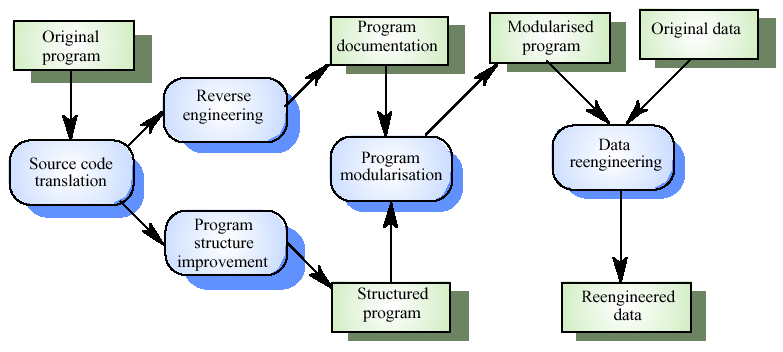 Original
program
Program
documentation
Modularised
program
Original data
Reverse
engineering
Source code
translation
Program
modularisation
Data
reengineering
Program
structure
improvement
Structured
program
Reengineered
data